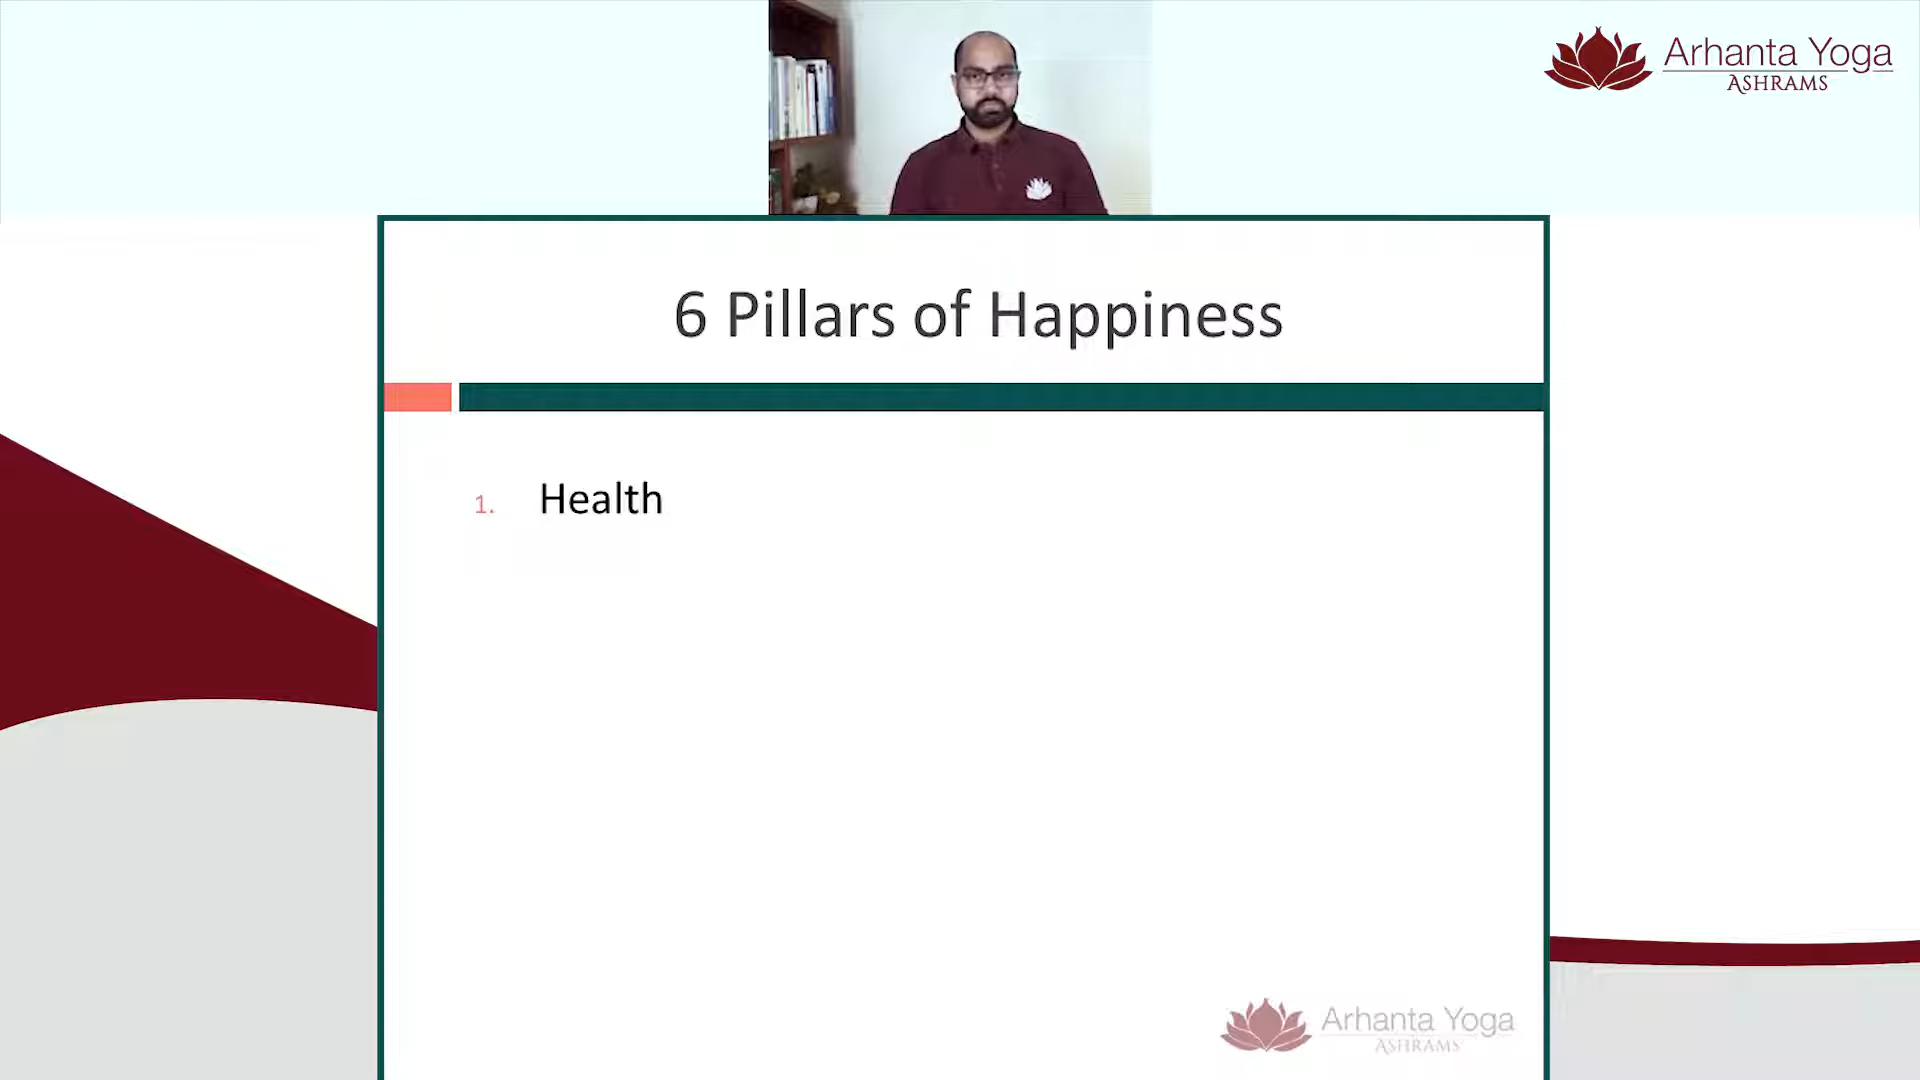 Arhanta Yoga
ASHRAMS
6 Pillars of Happiness
1. Health
Arhanta Yoga
ASHRAMS